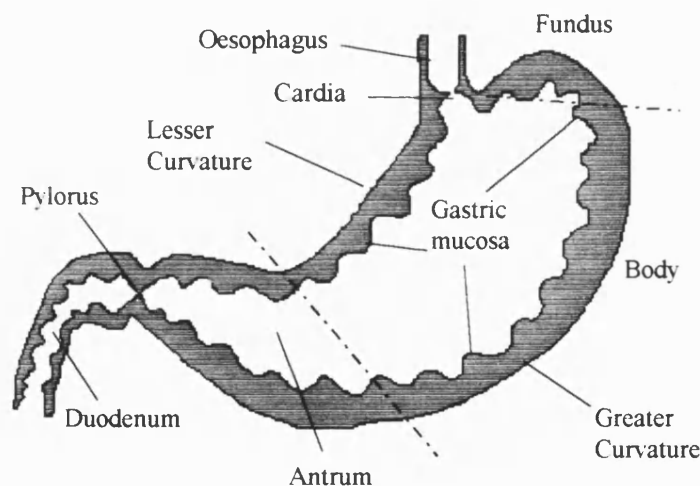 Fundus
Oesophagus
Cardia
Lesser
Curvature
Pylorus
Gastric
mucosa
Body
Duodenum
Greater
Curvature
Antrum